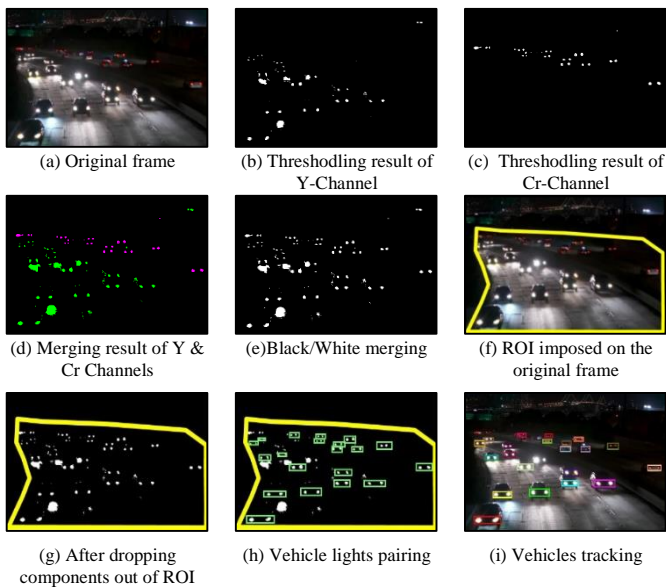 (a) Original frame
(b) Threshodling result of
Y-Channel
(c) Threshodling result of
Cr-Channel
(d) Merging result of Y &
Cr Channels
(e)Black/White merging
(f) ROI imposed on the
original frame
(g) After dropping
components out of ROI
(h) Vehicle lights pairing
(i) Vehicles tracking